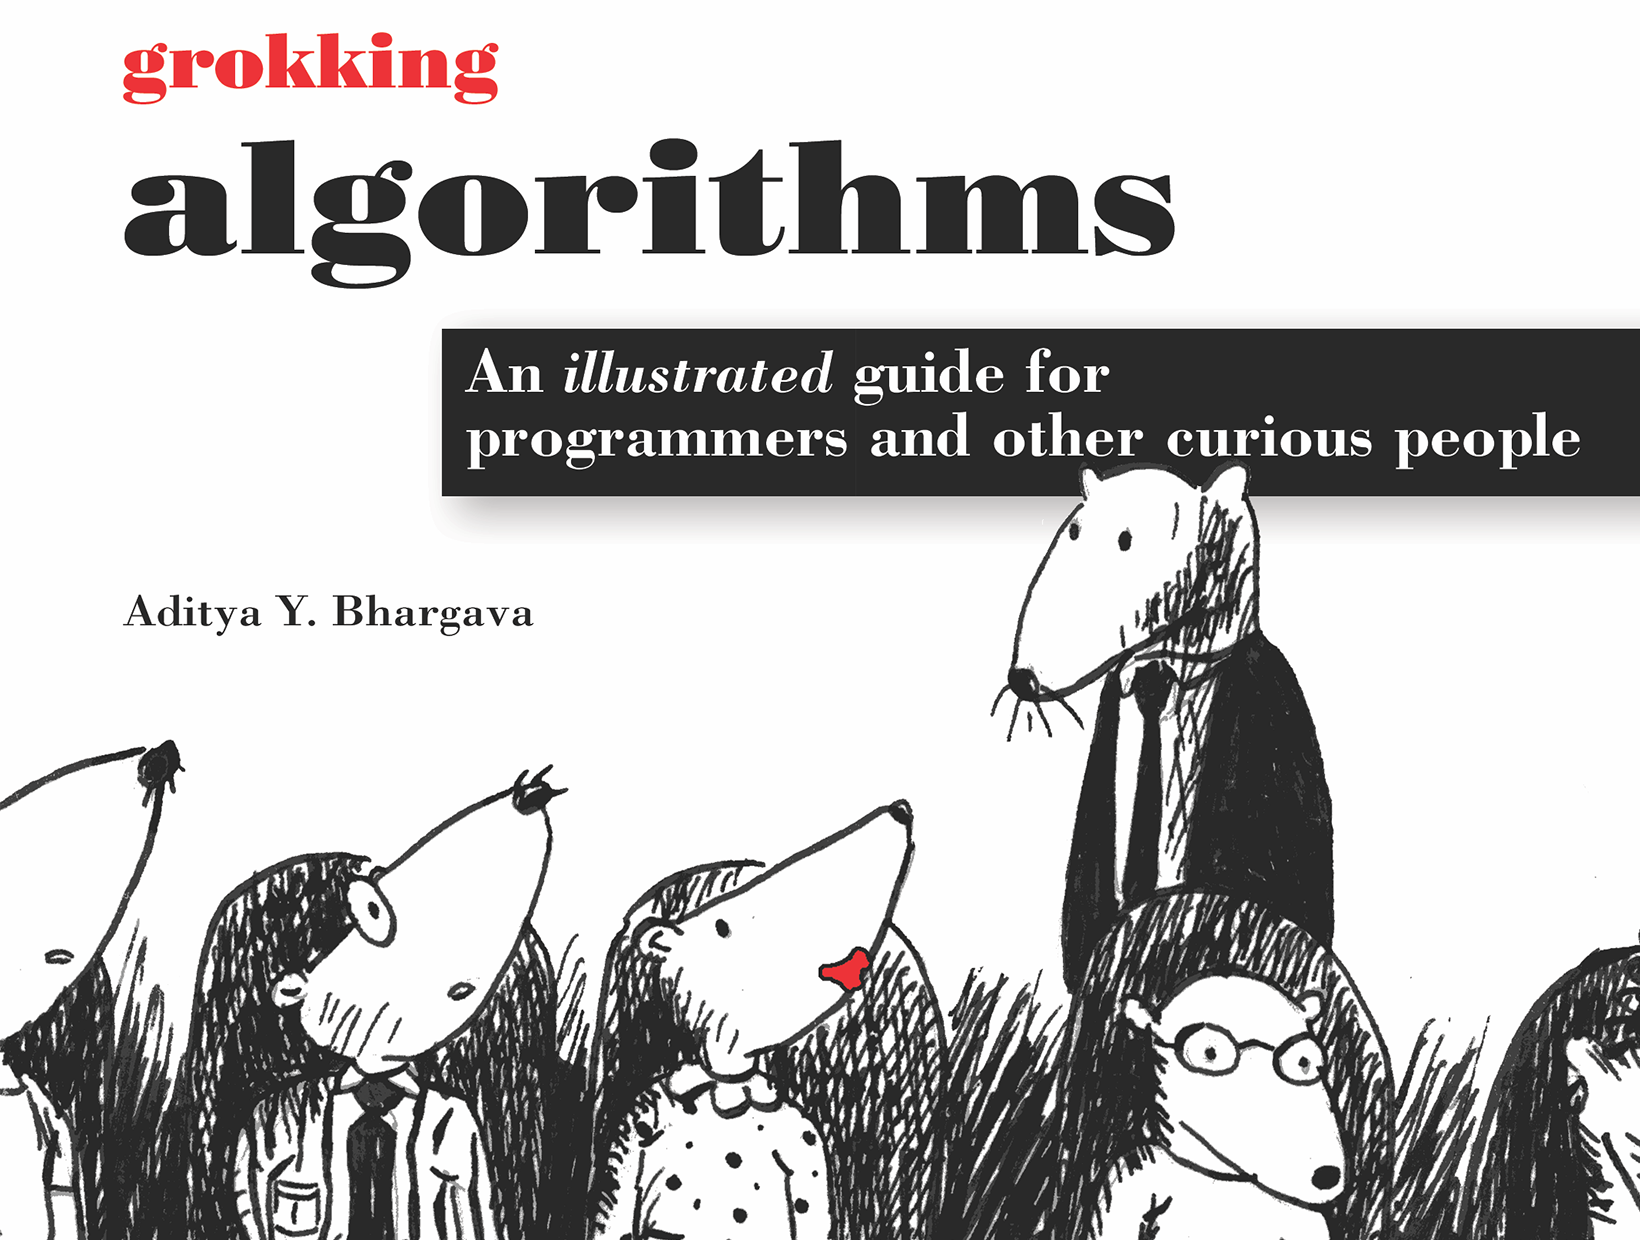 grokking
algorithms
An illustrated guide for
programmers and other curious people
Aditya Y. Bhargava